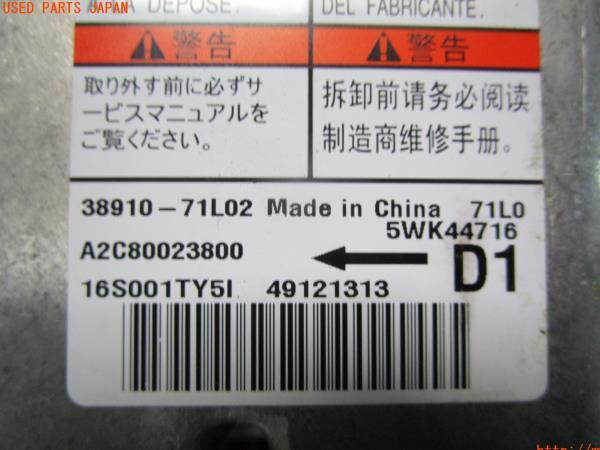 USED PARTS JAPAN
LA DÉPOSE.
DEL FABRICANTE.
警告
警告
取り外す前に必ずサ
ービスマニュアルを
ご覧ください。
拆卸前请务必阅读
制造商维修手册。
38910-71L02 Made in China 71L0
5WK44716
A2C80023800
D1
16S001TY5I 49121313